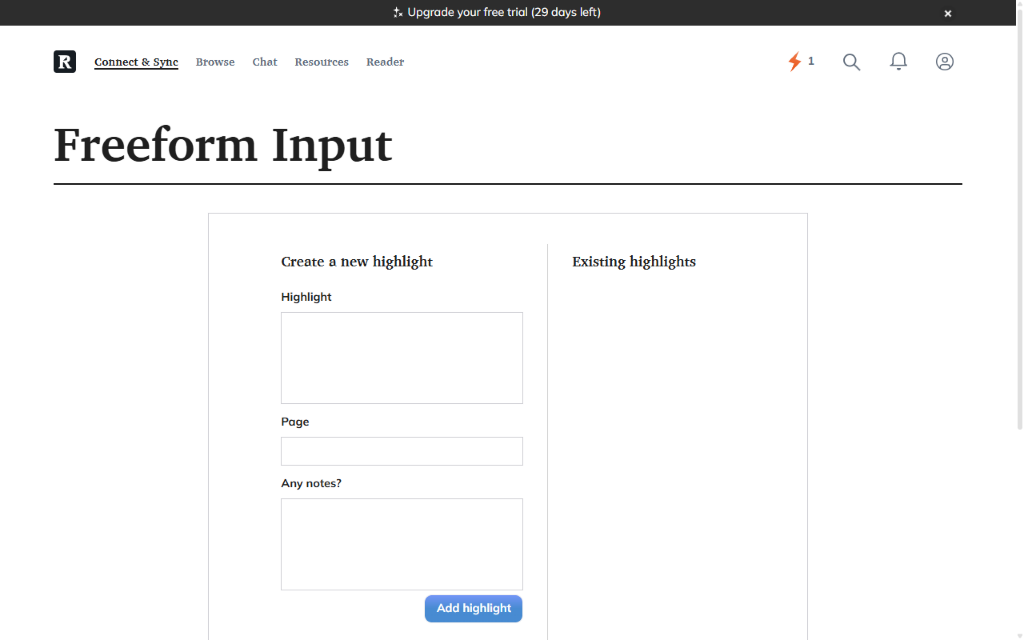 Upgrade your free trial (29 days left)
R
Connect & Sync
Browse
Chat
Resources
Reader
1
Freeform Input
Create a new highlight
Highlight
Page
Any notes?
Add highlight
Existing highlights